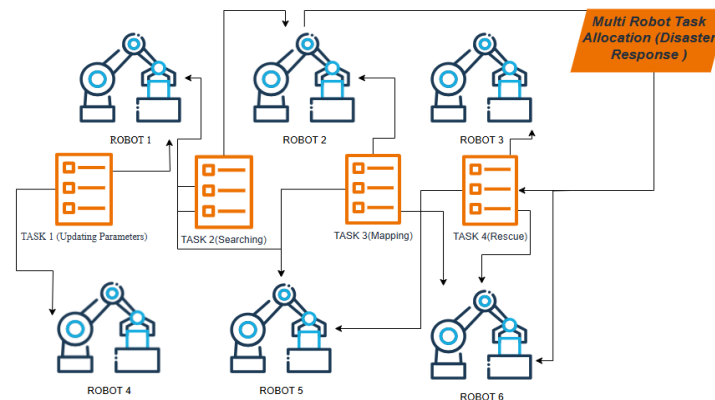 Multi Robot Task
Allocation (Disaster
Response )
ROBOT 1
ROBOT 2
ROBOT 3
TASK 1 (Updating Parameters)
TASK 2(Searching)
TASK 3(Mapping)
TASK 4(Rescue)
ROBOT 4
ROBOT 5
ROBOT 6